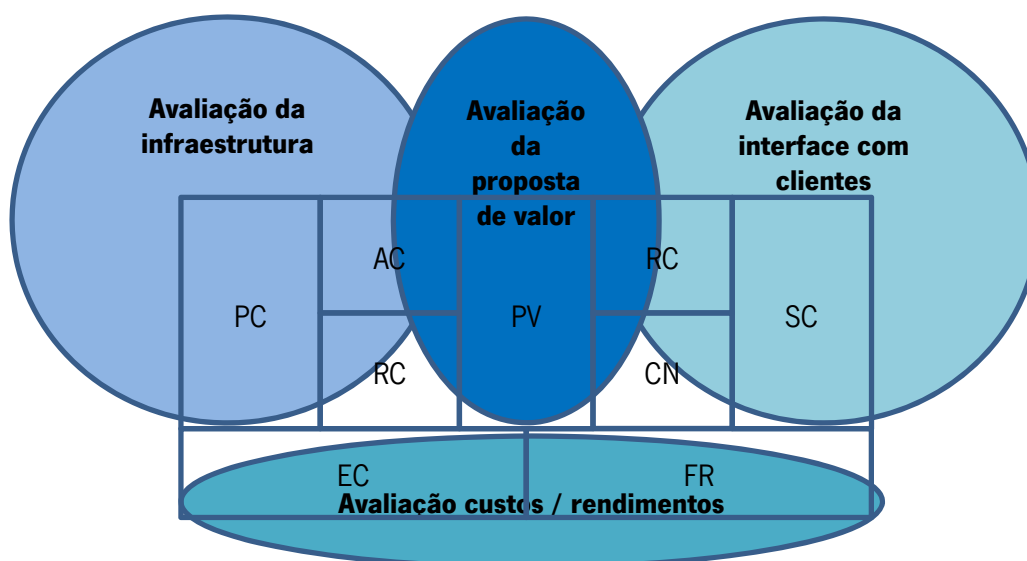 Avaliação da
infraestrutura
Avaliação
da
proposta
de valor
Avaliação da
interface com
clientes
AC
RC
PC
PV
SC
RC
CN
EC
FR
Avaliação custos / rendimentos